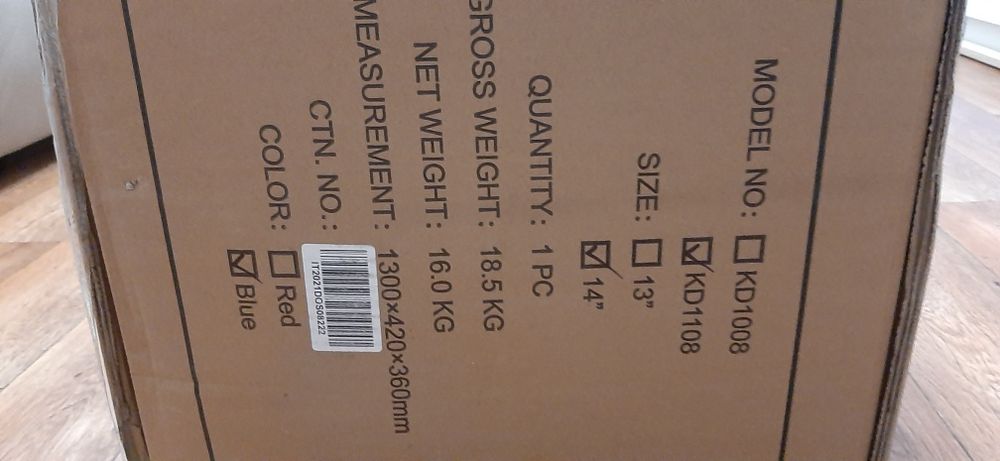 MODEL NO: ☐ KD1008
☑ KD1108
SIZE: ☐ 13"
☑ 14"
QUANTITY: 1 PC
GROSS WEIGHT: 18.5 KG
NET WEIGHT: 16.0 KG
MEASUREMENT: 1300×420×360mm
CTN. NO.:
IT2021DOS08222
COLOR: ☐ Red
☑ Blue